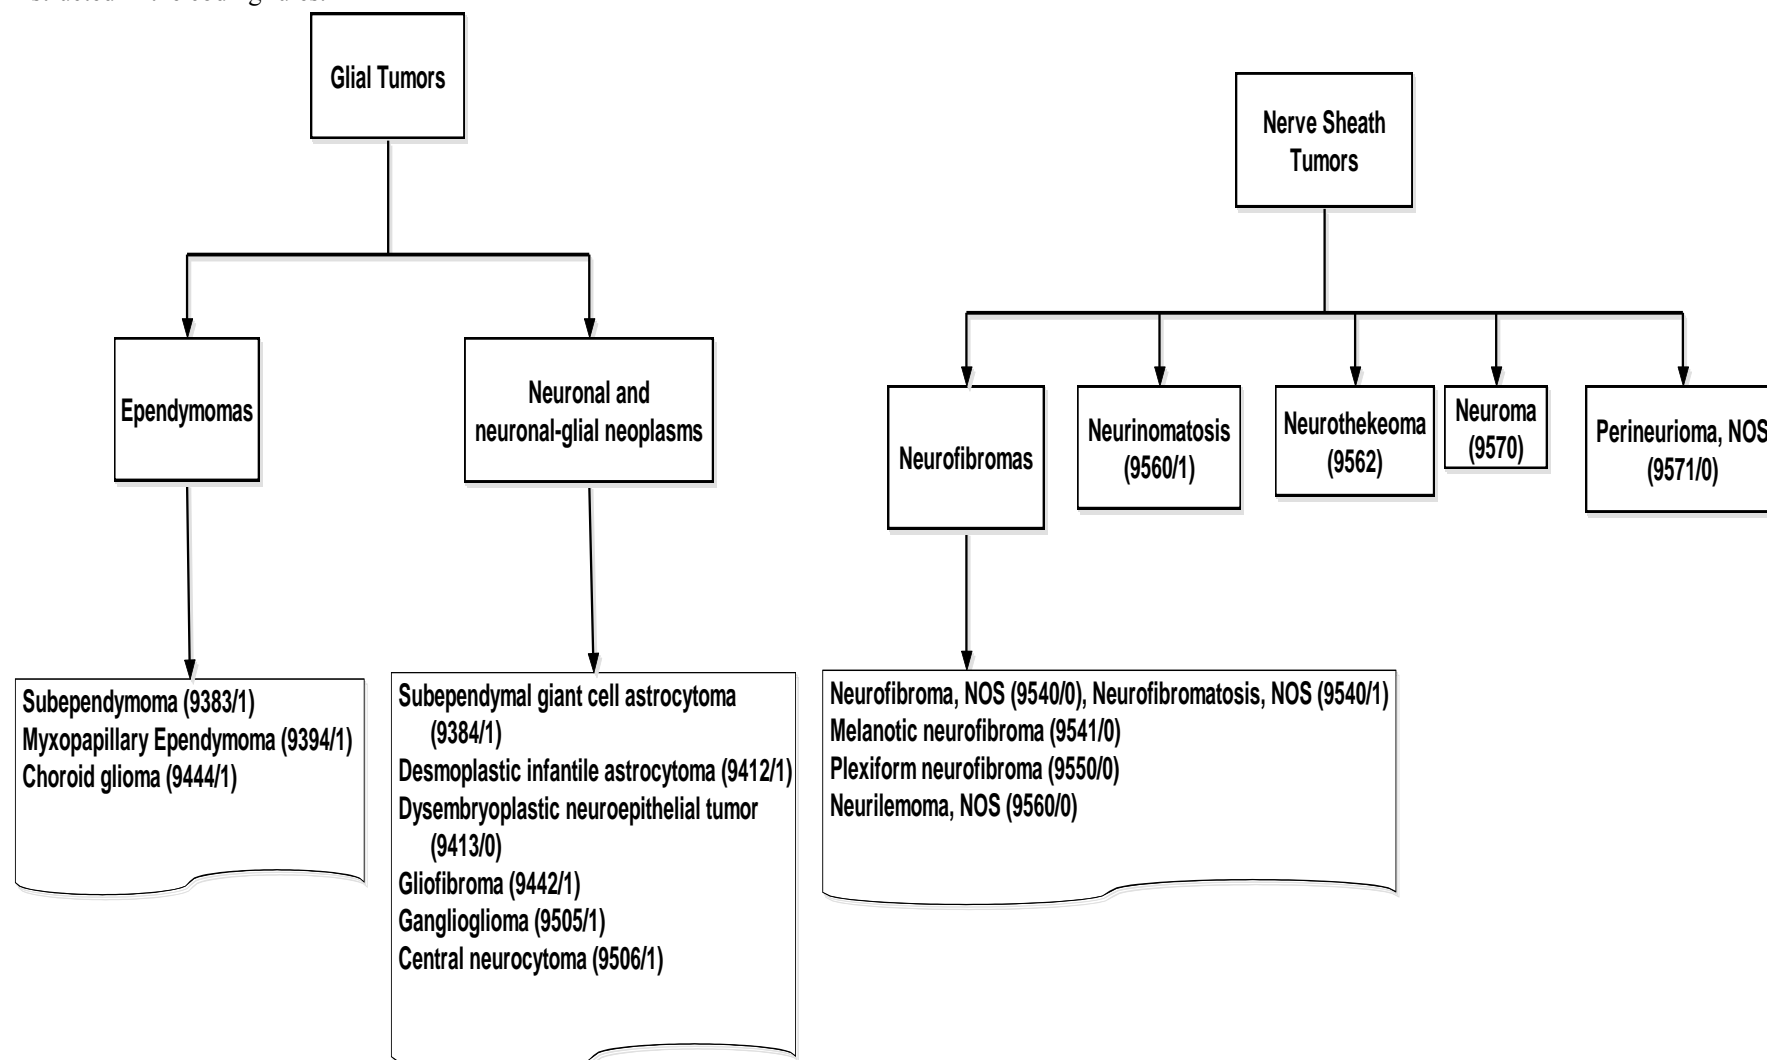 Glial Tumors
Nerve Sheath
Tumors
Ependymomas
Neuronal and
neuronal-glial neoplasms
Neurofibromas
Neurinomatosis
(9560/1)
Neurothekeoma
(9562)
Neuroma
(9570)
Perineurioma, NOS
(9571/0)
Subependymoma (9383/1)
Myxopapillary Ependymoma (9394/1)
Choroid glioma (9444/1)
Subependymal giant cell astrocytoma
(9384/1)
Desmoplastic infantile astrocytoma (9412/1)
Dysembryoplastic neuroepithelial tumor
(9413/0)
Gliofibroma (9442/1)
Ganglioglioma (9505/1)
Central neurocytoma (9506/1)
Neurofibroma, NOS (9540/0), Neurofibromatosis, NOS (9540/1)
Melanotic neurofibroma (9541/0)
Plexiform neurofibroma (9550/0)
Neurilemoma, NOS (9560/0)